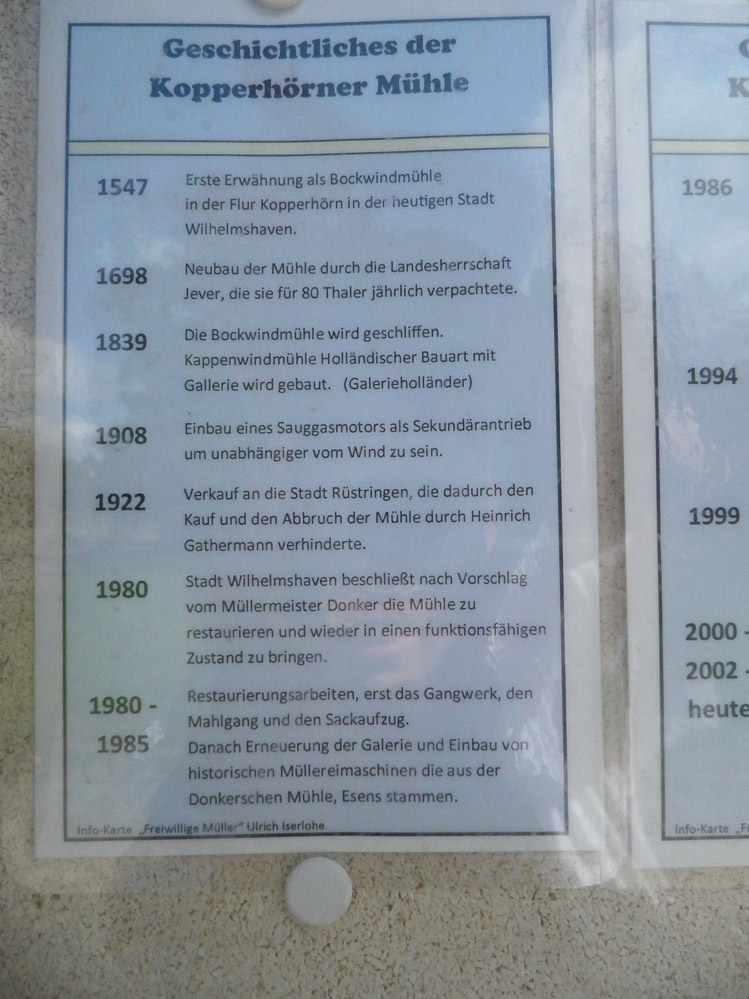 Geschichtliches der
Kopperhörner Mühle
1547 Erste Erwähnung als Bockwindmühle
in der Flur Kopperhörn in der heutigen Stadt
Wilhelmshaven.
1698 Neubau der Mühle durch die Landesherrschaft
Jever, die sie für 80 Thaler jährlich verpachtete.
1839 Die Bockwindmühle wird geschliffen.
Kappenwindmühle Holländischer Bauart mit
Gallerie wird gebaut. (Galerieholländer)
1908 Einbau eines Sauggasmotors als Sekundärantrieb
um unabhängiger vom Wind zu sein.
1922 Verkauf an die Stadt Rüstringen, die dadurch den
Kauf und den Abbruch der Mühle durch Heinrich
Gathermann verhinderte.
1980 Stadt Wilhelmshaven beschließt nach Vorschlag
vom Müllermeister Donker die Mühle zu
restaurieren und wieder in einen funktionsfähigen
Zustand zu bringen.
1980 - Restaurierungsarbeiten, erst das Gangwerk, den
Mahlgang und den Sackaufzug.
1985 Danach Erneuerung der Galerie und Einbau von
historischen Müllereimaschinen die aus der
Donkerschen Mühle, Esens stammen.
Info-Karte „Freiwillige Müller" Ulrich Iserlohe
K
1986
1994
1999
2000 -
2002 -
heute
Info-Karte „F